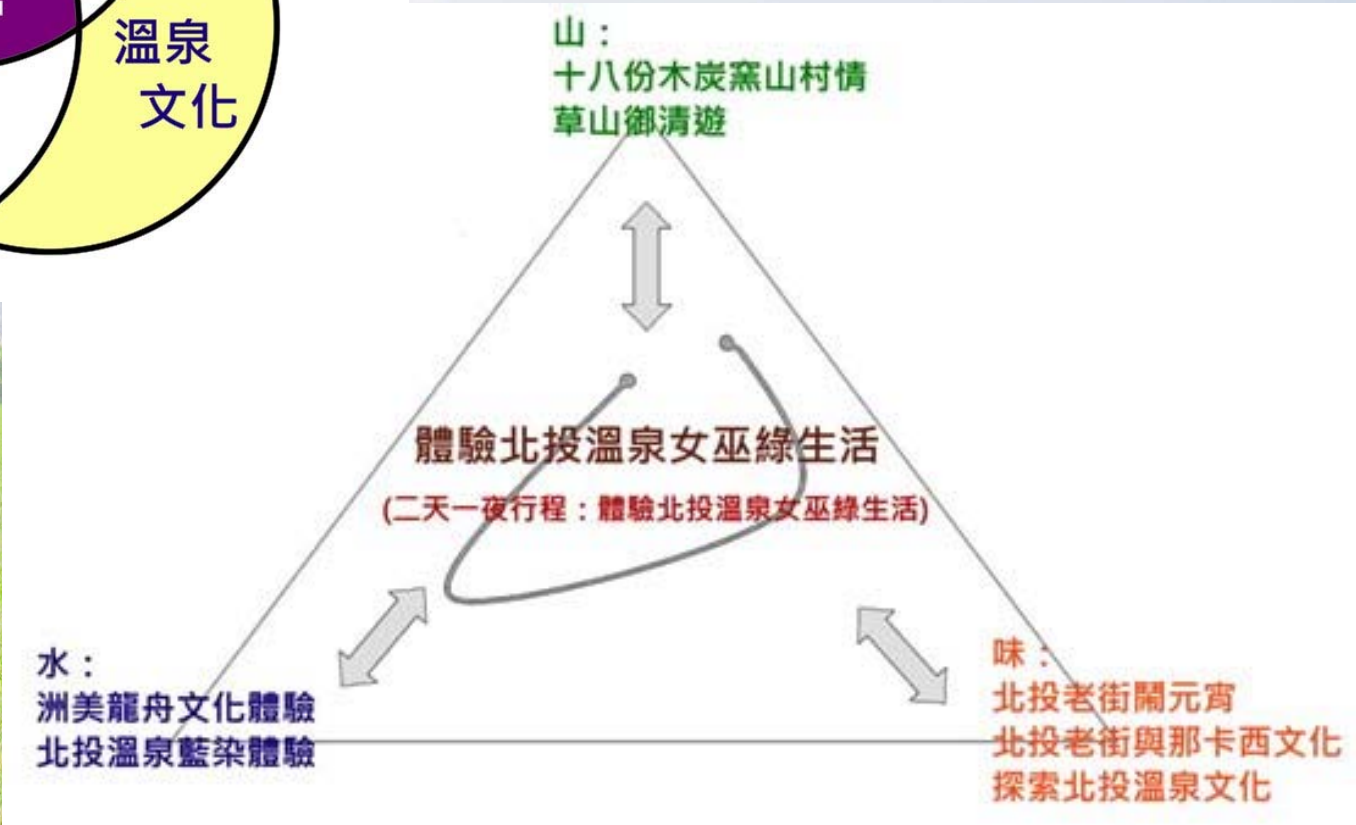 溫泉
文化
山：
十八份木炭窯山村情
草山御清遊
體驗北投溫泉女巫綠生活
(二天一夜行程：體驗北投溫泉女巫綠生活)
水：
洲美龍舟文化體驗
北投溫泉藍染體驗
味：
北投老街鬧元宵
北投老街與那卡西文化
探索北投溫泉文化